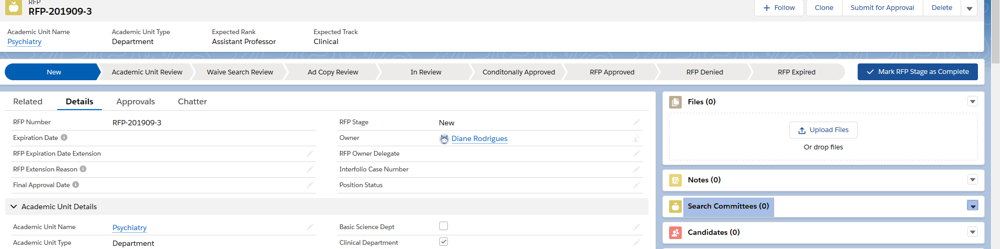 RFP
RFP-201909-3
Follow
Clone
Submit for Approval
Delete
Academic Unit Name
Psychiatry
Academic Unit Type
Department
Expected Rank
Assistant Professor
Expected Track
Clinical
New
Academic Unit Review
Waive Search Review
Ad Copy Review
In Review
Conditonally Approved
RFP Approved
RFP Denied
RFP Expired
Mark RFP Stage as Complete
Related
Details
Approvals
Chatter
RFP Number
RFP-201909-3
RFP Stage
New
Expiration Date
Owner
Diane Rodrigues
RFP Expiration Date Extension
RFP Owner Delegate
RFP Extension Reason
Interfolio Case Number
Final Approval Date
Position Status
Academic Unit Details
Academic Unit Name
Psychiatry
Basic Science Dept
Academic Unit Type
Department
Clinical Department
Files (0)
Upload Files
Or drop files
Notes (0)
Search Committees (0)
Candidates (0)